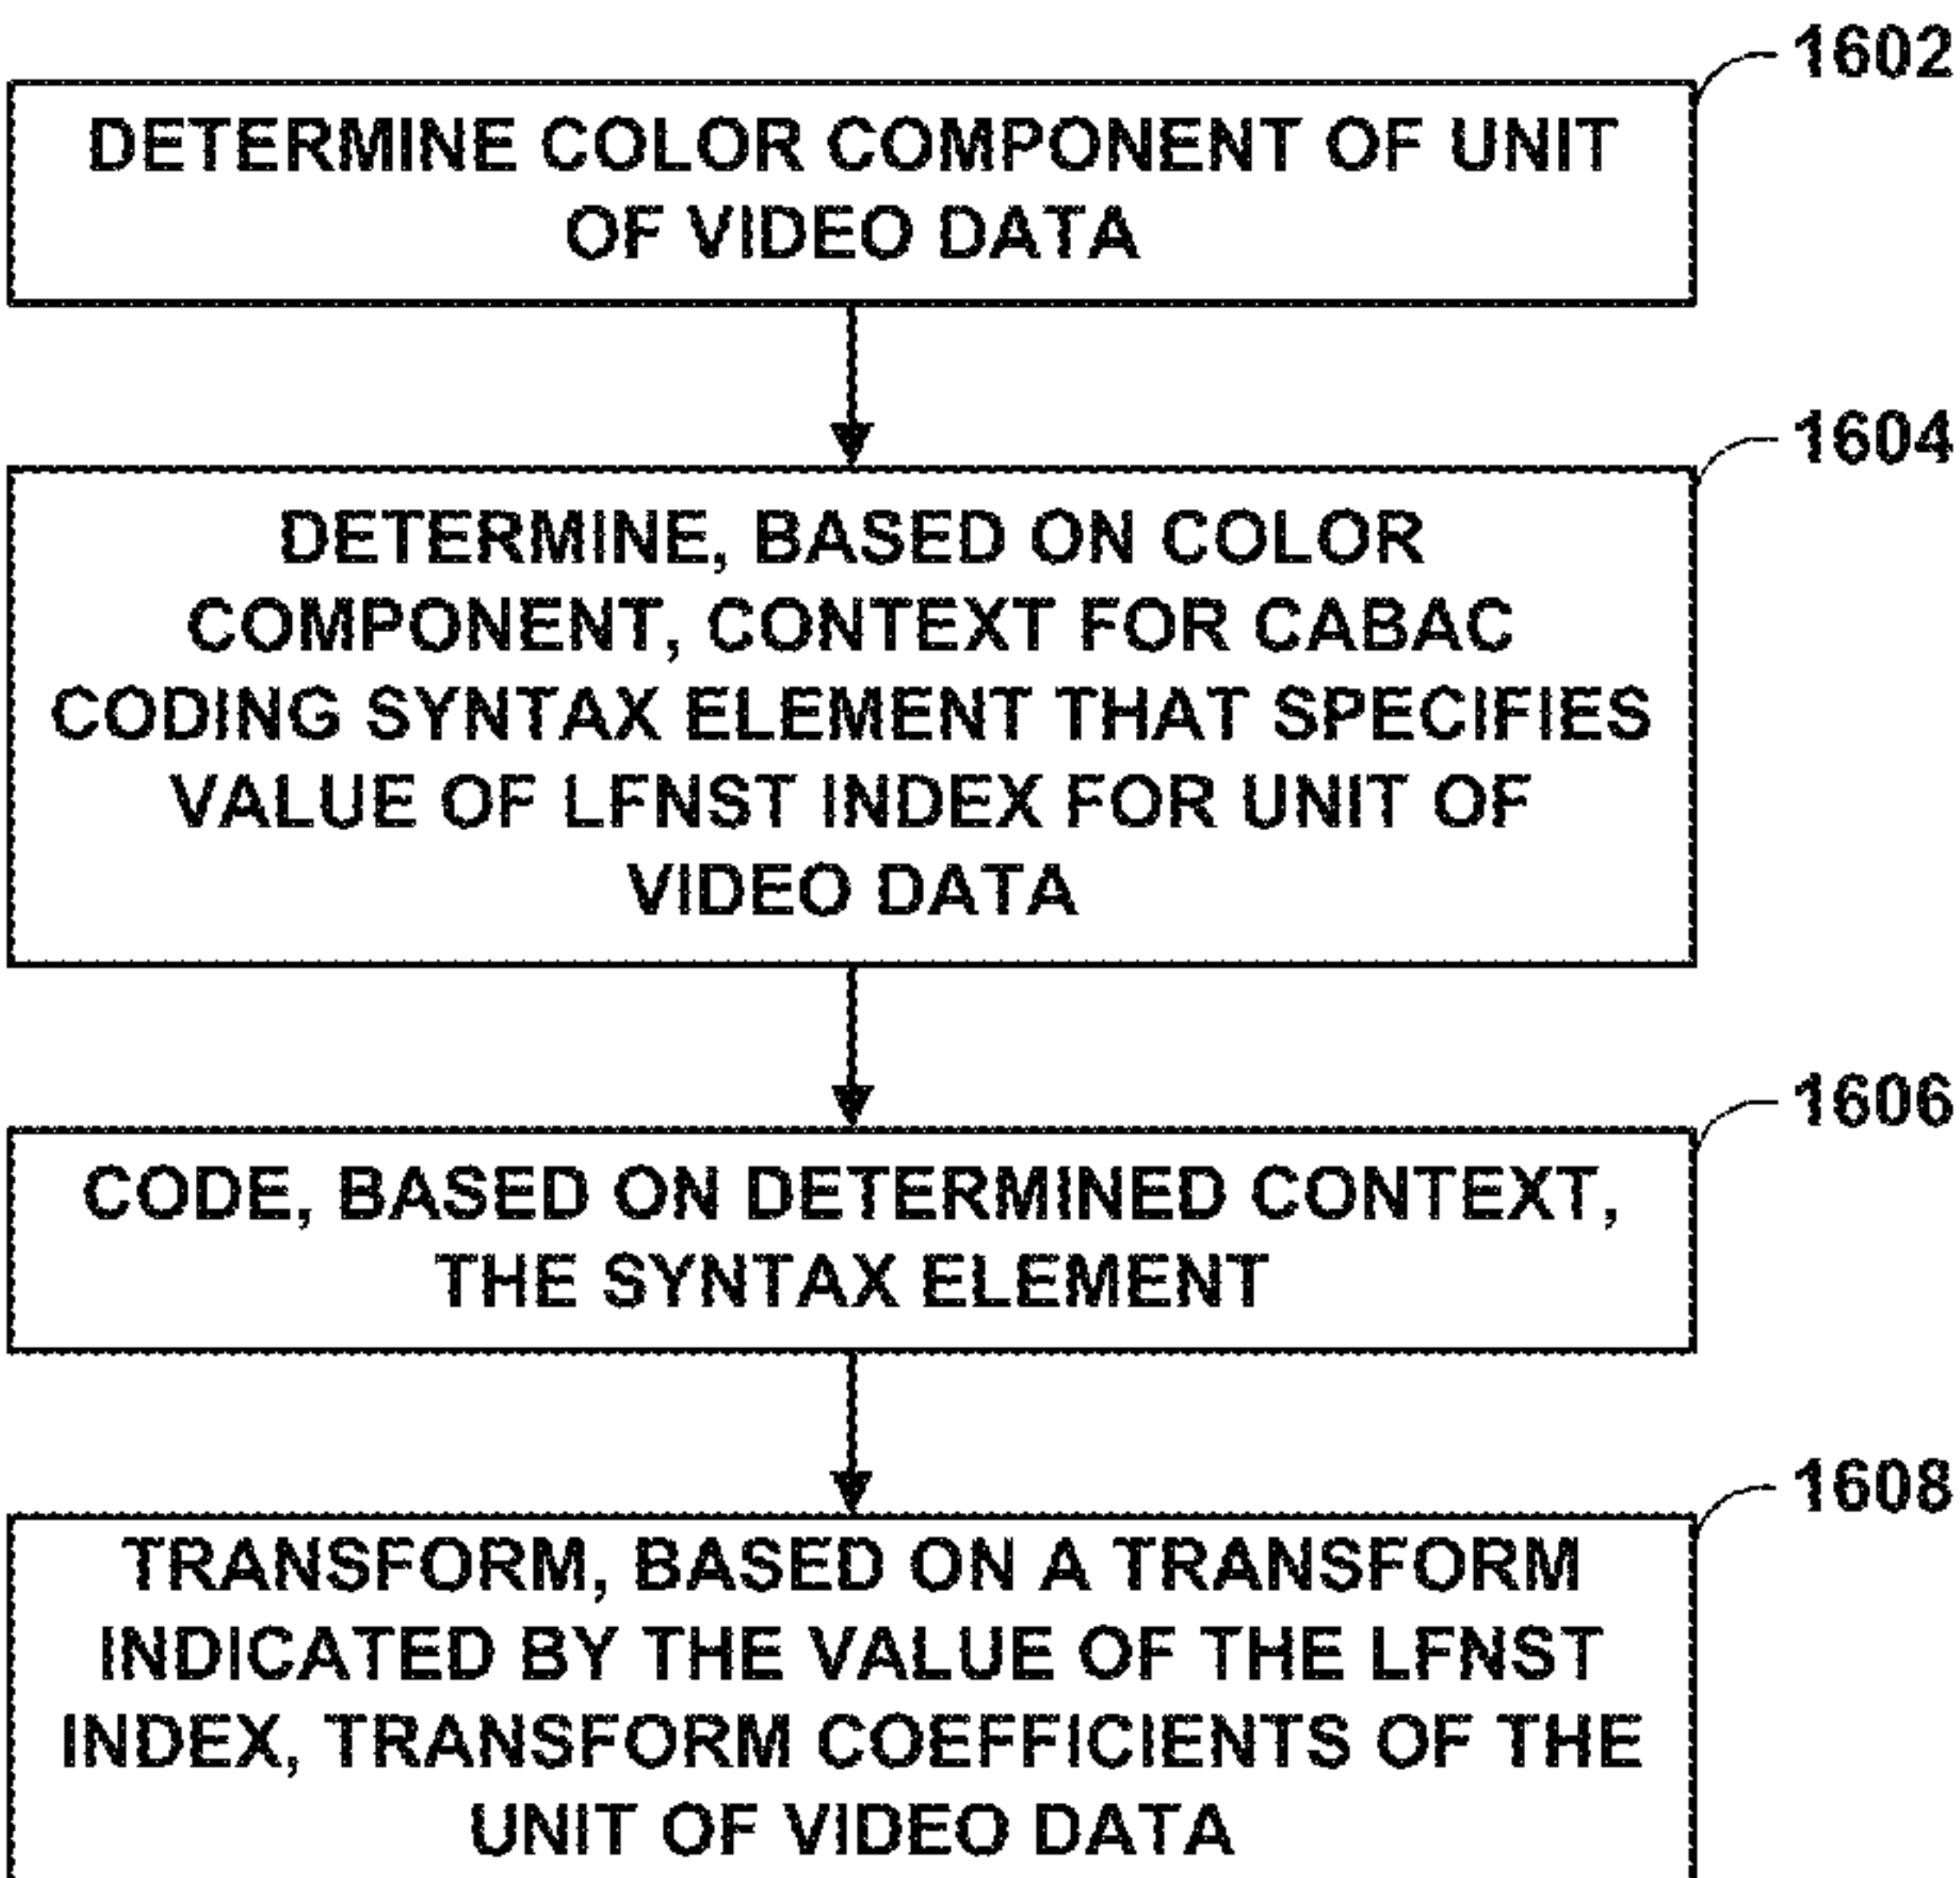 1602
DETERMINE COLOR COMPONENT OF UNIT
OF VIDEO DATA
1604
DETERMINE, BASED ON COLOR
COMPONENT, CONTEXT FOR CABAC
CODING SYNTAX ELEMENT THAT SPECIFIES
VALUE OF LFNST INDEX FOR UNIT OF
VIDEO DATA
1606
CODE, BASED ON DETERMINED CONTEXT,
THE SYNTAX ELEMENT
1608
TRANSFORM, BASED ON A TRANSFORM
INDICATED BY THE VALUE OF THE LFNST
INDEX, TRANSFORM COEFFICIENTS OF THE
UNIT OF VIDEO DATA